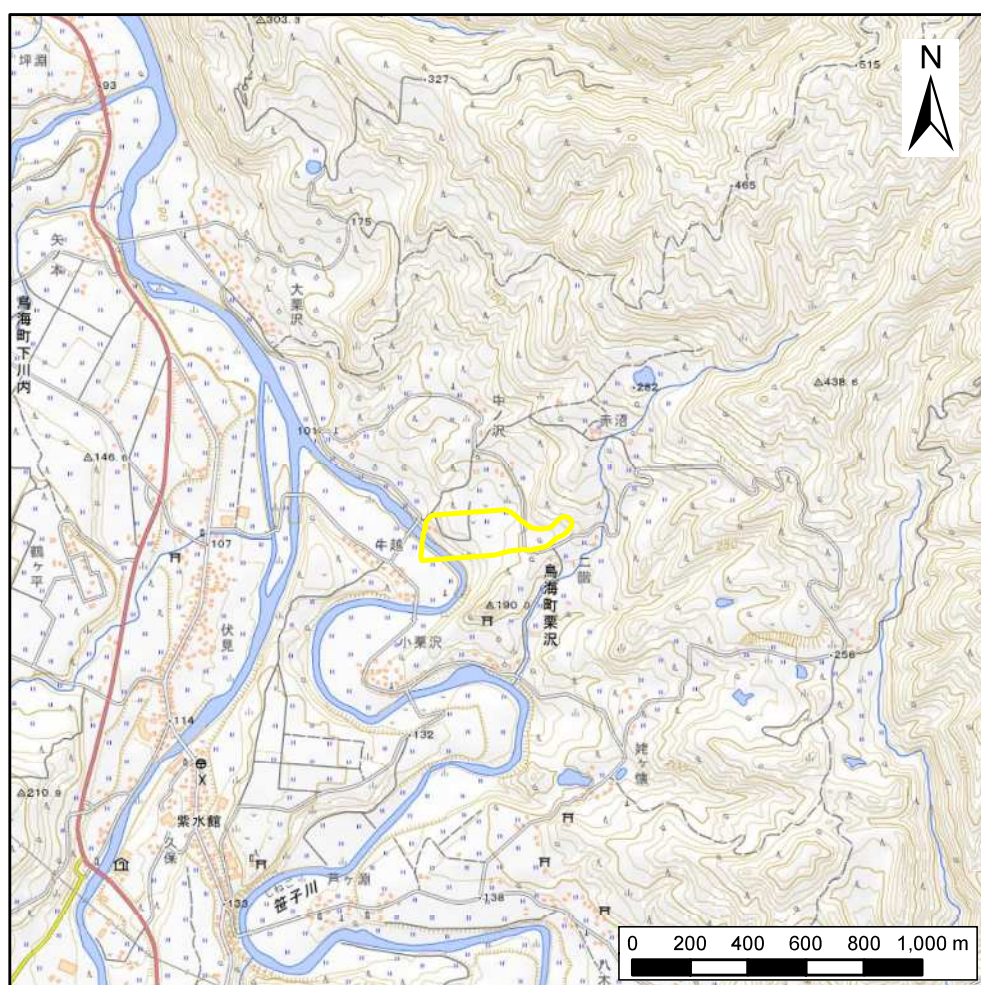 303.3
坪淵
93
327
515
N
465
175
矢本
大栗沢
鳥海町下川内
中ノ沢
282
438.6
赤沼
101
146.6
牛越
107
鶴ヶ平
二階
鳥海町栗沢
190.0
伏見
小栗沢
256
114
132
姥ヶ懐
210.9
紫水館
久保
芦ヶ淵
笹子川
133
138
八木
0 200 400 600 800 1,000 m